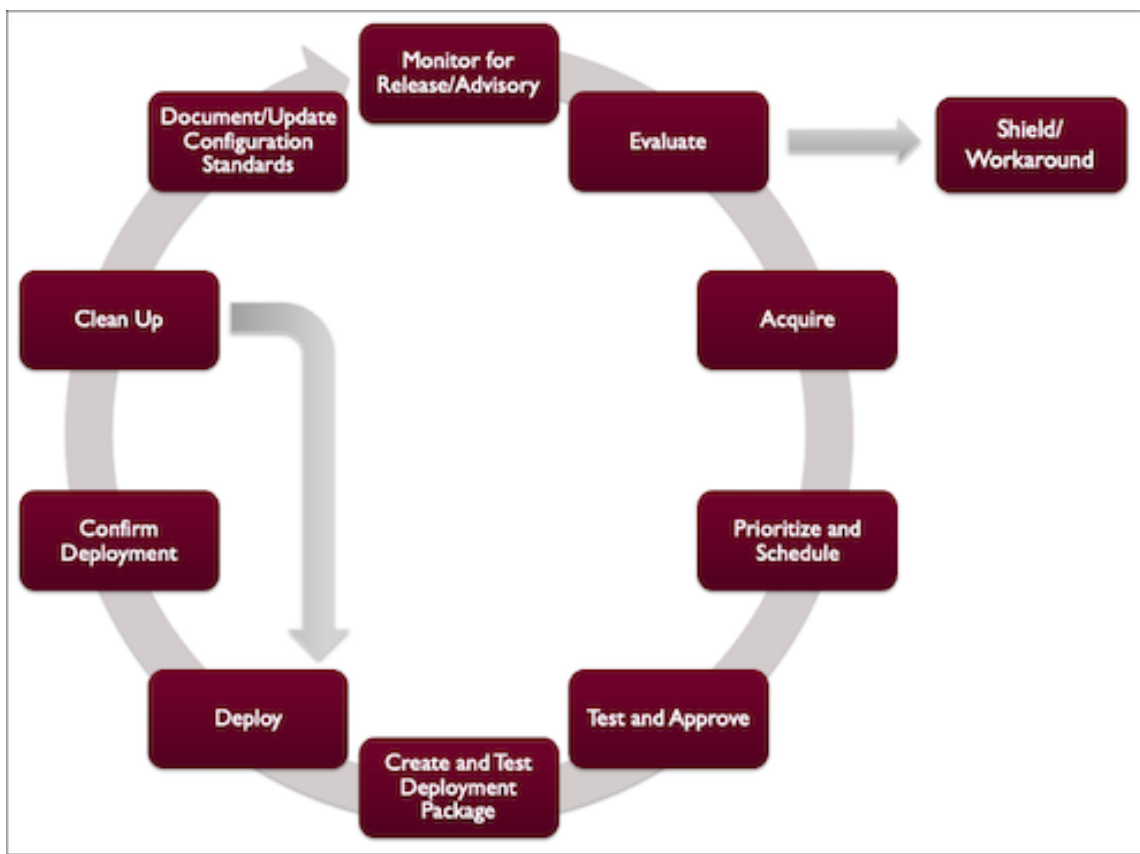 Monitor for
Release/Advisory
Evaluate
Shield/
Workaround
Acquire
Prioritize and
Schedule
Test and Approve
Create and Test
Deployment
Package
Deploy
Confirm
Deployment
Clean Up
Document/Update
Configuration
Standards